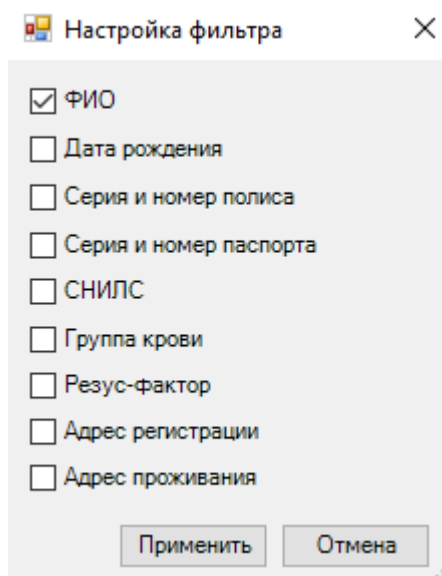 Настройка фильтра
ФИО
Дата рождения
Серия и номер полиса
Серия и номер паспорта
СНИЛС
Группа крови
Резус-фактор
Адрес регистрации
Адрес проживания
Применить Отмена